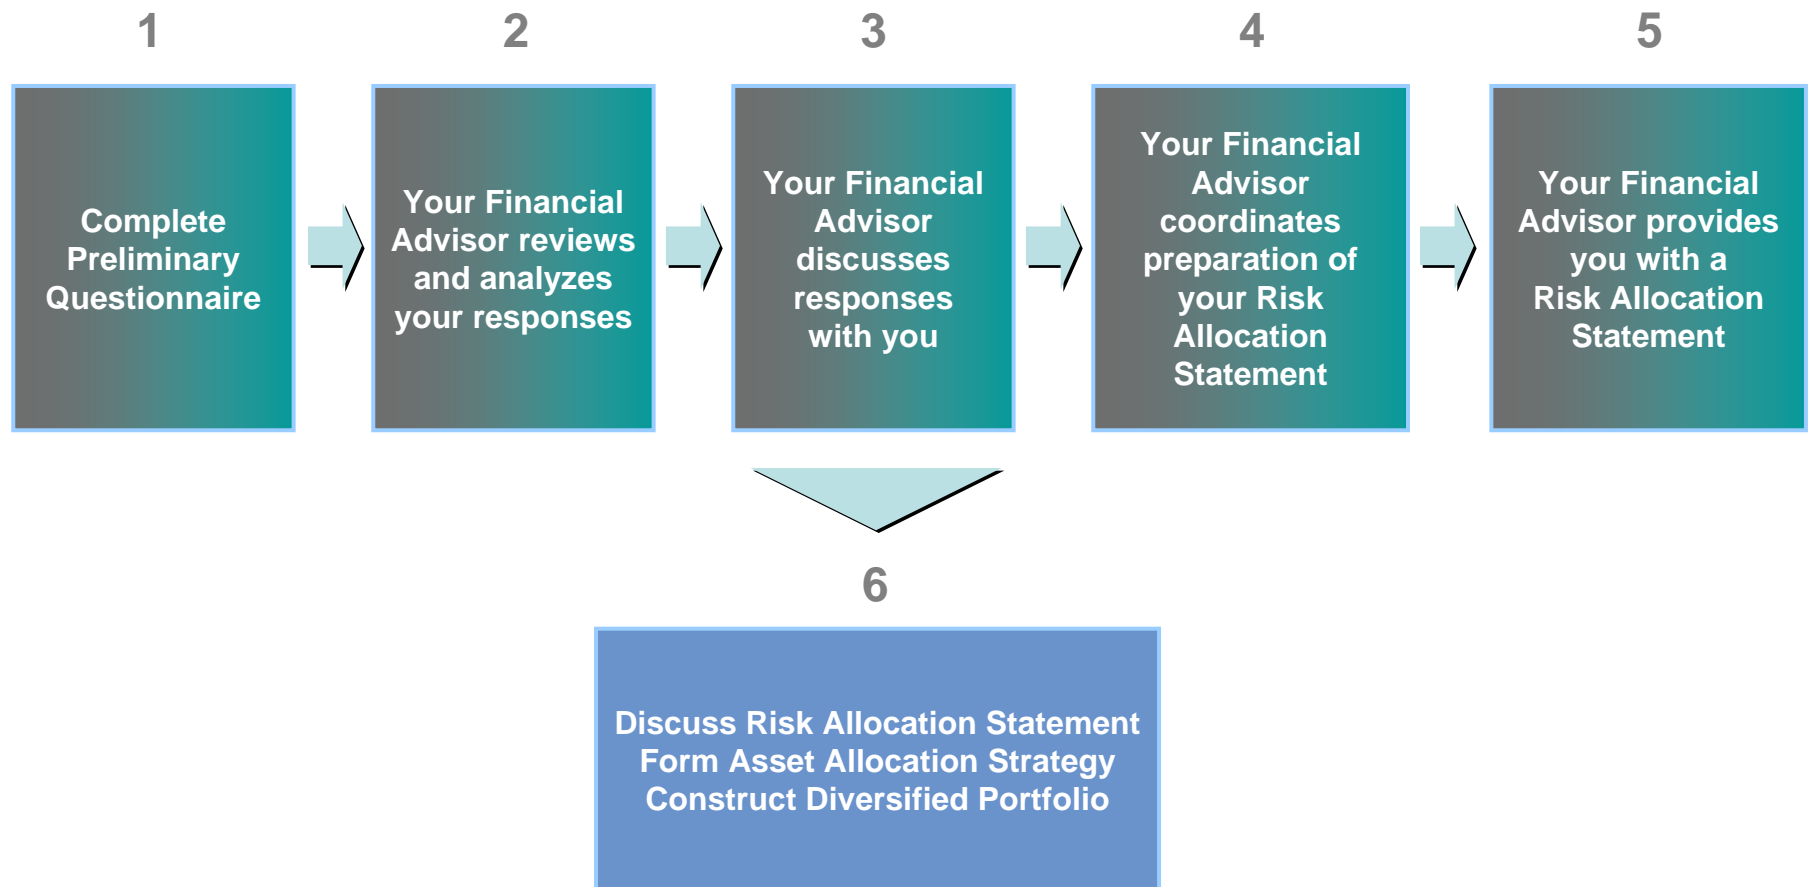 1
Complete
Preliminary
Questionnaire
2
Your Financial
Advisor reviews
and analyzes
your responses
3
Your Financial
Advisor
discusses
responses
with you
4
Your Financial
Advisor
coordinates
preparation of
your Risk
Allocation
Statement
5
Your Financial
Advisor provides
you with a
Risk Allocation
Statement
6
Discuss Risk Allocation Statement
Form Asset Allocation Strategy
Construct Diversified Portfolio